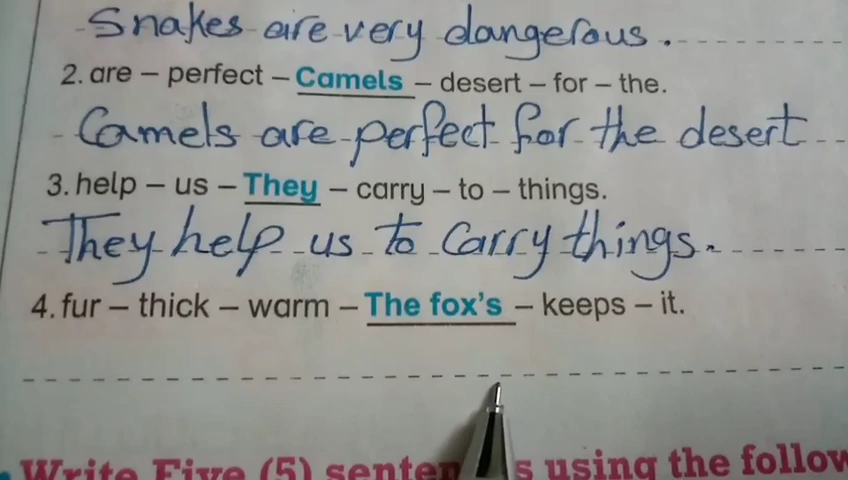 Snakes are very dangerous.
2. are – perfect – Camels – desert – for – the.
Camels are perfect for the desert
3. help – us – They – carry – to – things.
They help us to carry things.
4. fur – thick – warm – The fox's – keeps – it.
Write Five (5) using the